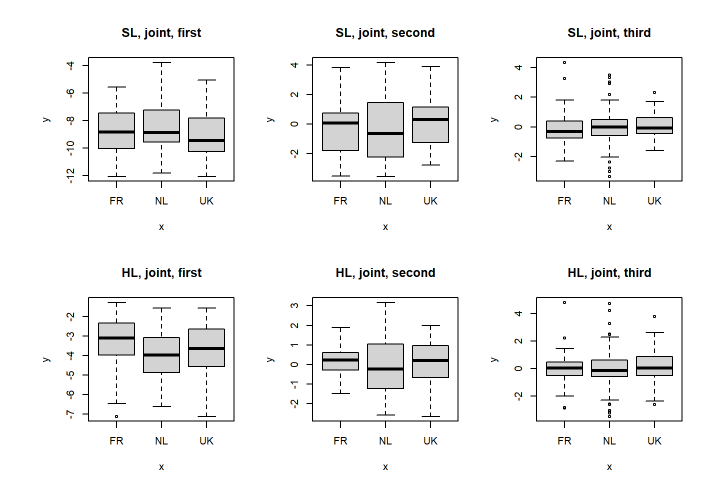 SL, joint, first
y
-4
-6
-8
-10
-12
FR NL UK
x
SL, joint, second
y
4
2
0
-2
FR NL UK
x
SL, joint, third
y
4
2
0
-2
FR NL UK
x
HL, joint, first
y
-2
-3
-4
-5
-6
-7
FR NL UK
x
HL, joint, second
y
3
2
1
0
-1
-2
FR NL UK
x
HL, joint, third
y
4
2
0
-2
FR NL UK
x